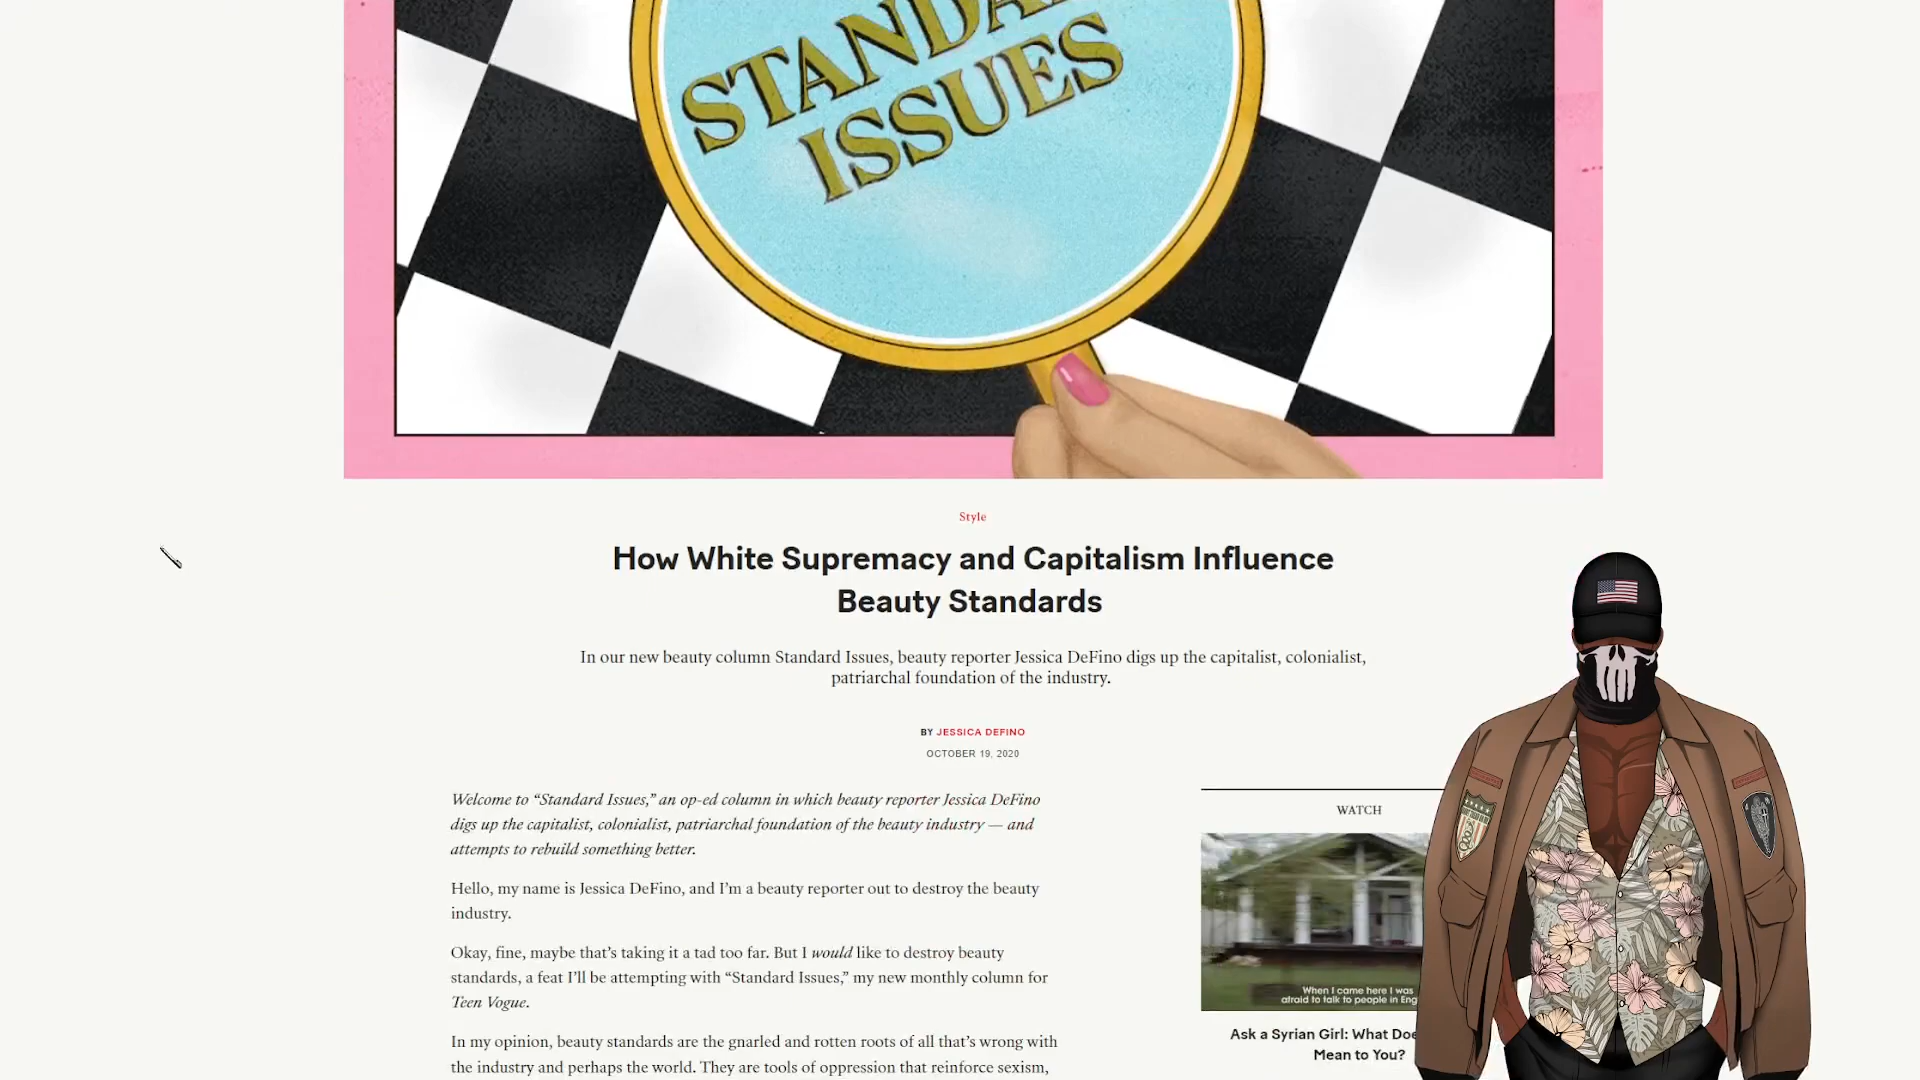 ISSUES
Style
How White Supremacy and Capitalism Influence
Beauty Standards
In our new beauty column Standard Issues, beauty reporter Jessica DeFino digs up the capitalist, colonialist,
patriarchal foundation of the industry.
BY JESSICA DEFINO
OCTOBER 19, 2020
Welcome to “Standard Issues,” an op-ed column in which beauty reporter Jessica DeFino
digs up the capitalist, colonialist, patriarchal foundation of the beauty industry — and
attempts to rebuild something better.
Hello, my name is Jessica DeFino, and I’m a beauty reporter out to destroy the beauty
industry.
Okay, fine, maybe that’s taking it a tad too far. But I would like to destroy beauty
standards, a feat I’ll be attempting with “Standard Issues,” my new monthly column for
Teen Vogue.
In my opinion, beauty standards are the gnarled and rotten roots of all that’s wrong with
the industry and perhaps the world. They are tools of oppression that reinforce sexism,
WATCH
When I came here I was
afraid to talk to people in Eng
Ask a Syrian Girl: What Doe
Mean to You?